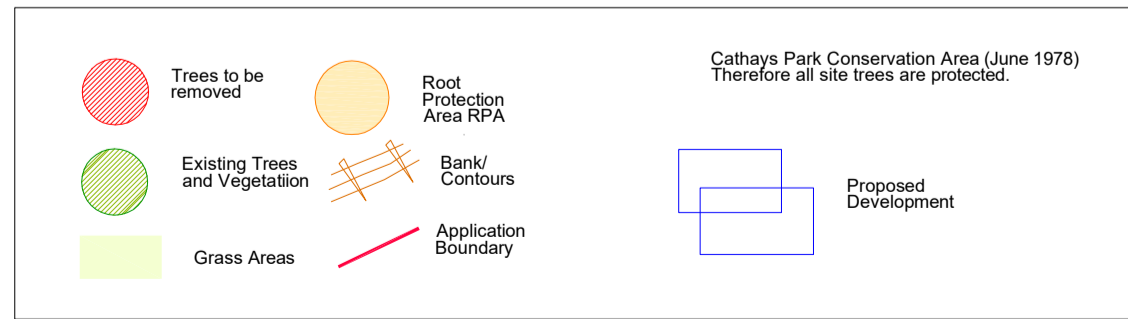 Trees to be
removed
Root
Protection
Area RPA
Cathays Park Conservation Area (June 1978)
Therefore all site trees are protected.
Existing Trees
and Vegetatiion
Bank/
Contours
Proposed
Development
Grass Areas
Application
Boundary